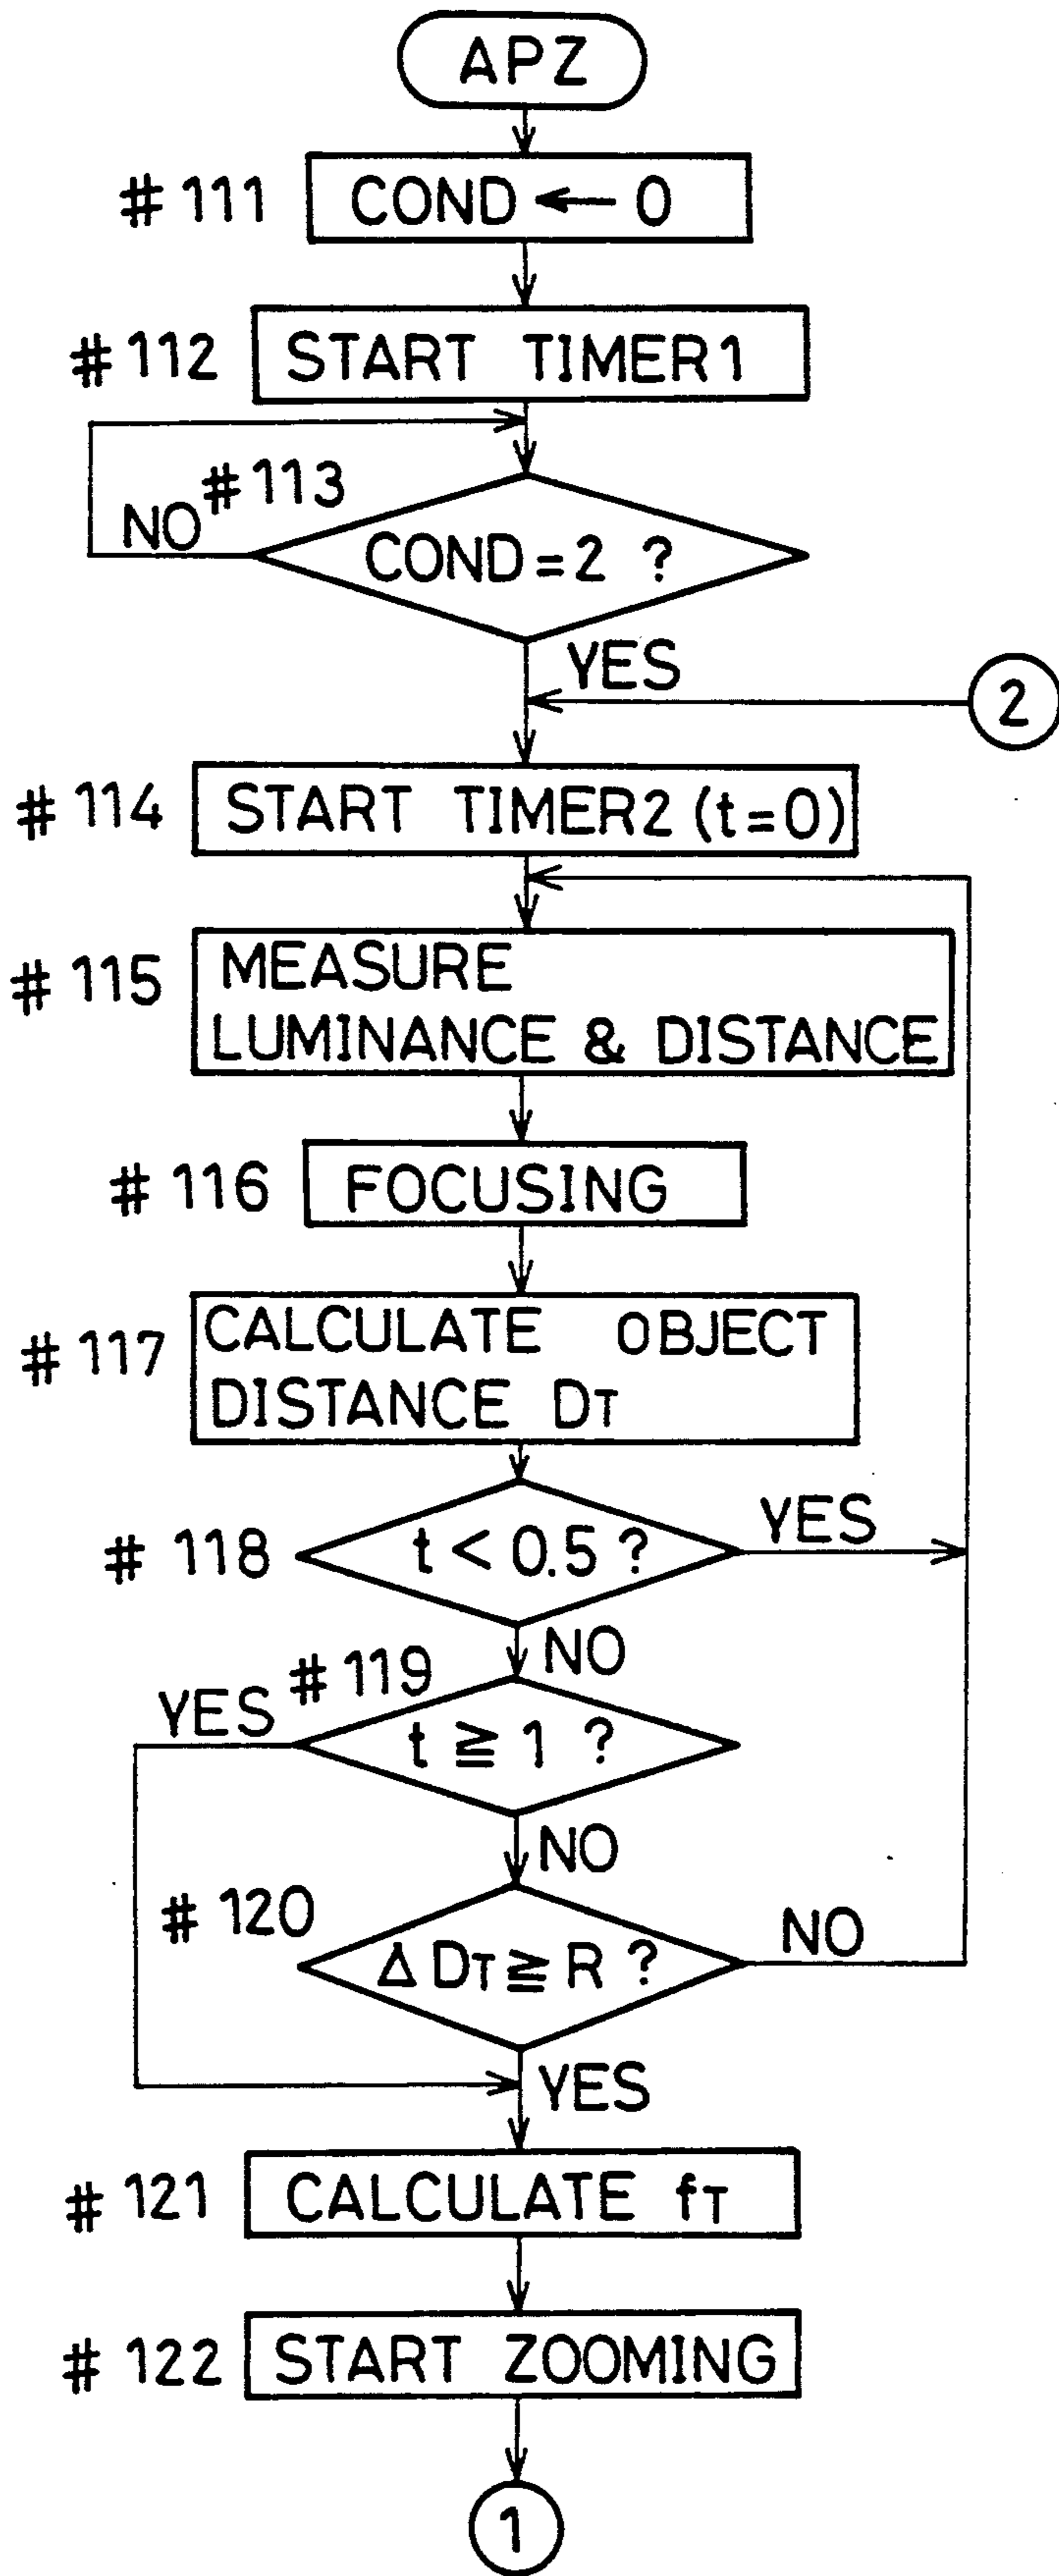 APZ
#111
COND ← 0
#112
START TIMER1
#113
NO
COND=2 ?
YES
2
#114
START TIMER2 (t=0)
#115
MEASURE
LUMINANCE & DISTANCE
#116
FOCUSING
#117
CALCULATE OBJECT
DISTANCE DT
#118
t < 0.5 ?
YES
NO
#119
YES
t ≧ 1 ?
NO
#120
Δ DT ≧ R ?
NO
YES
#121
CALCULATE fT
#122
START ZOOMING
1